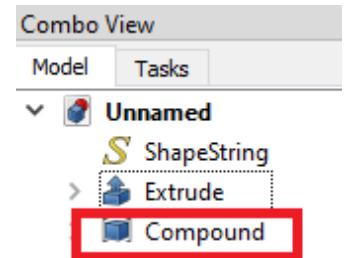 Combo View
Model Tasks
Unnamed
ShapeString
Extrude
Compound